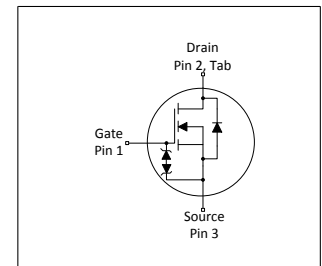 Drain
Pin 2, Tab
Gate
Pin 1
Source
Pin 3